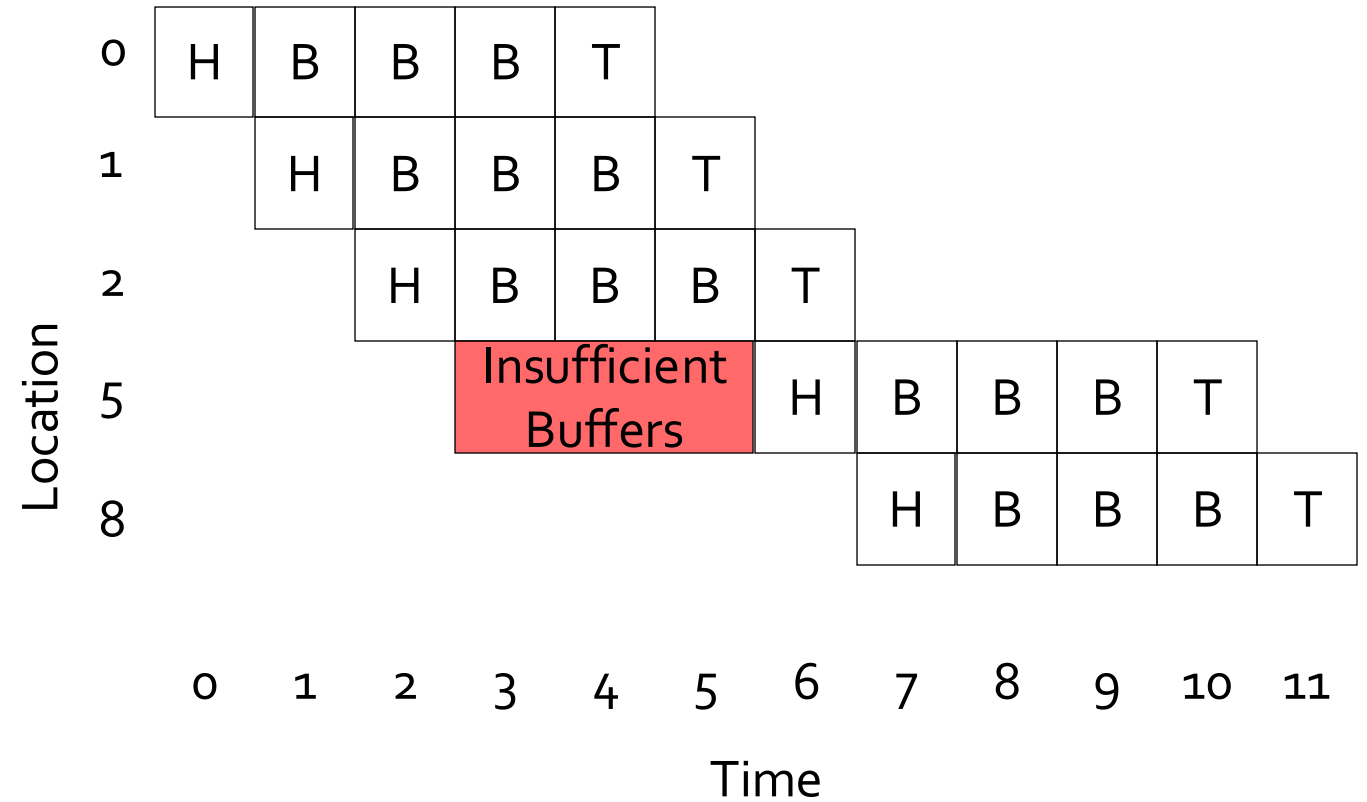 0 H B B B T
1 H B B B T
2 H B B B T
Insufficient
Buffers
5 H B B B T
8 H B B B T
Location
0 1 2 3 4 5 6 7 8 9 10 11
Time